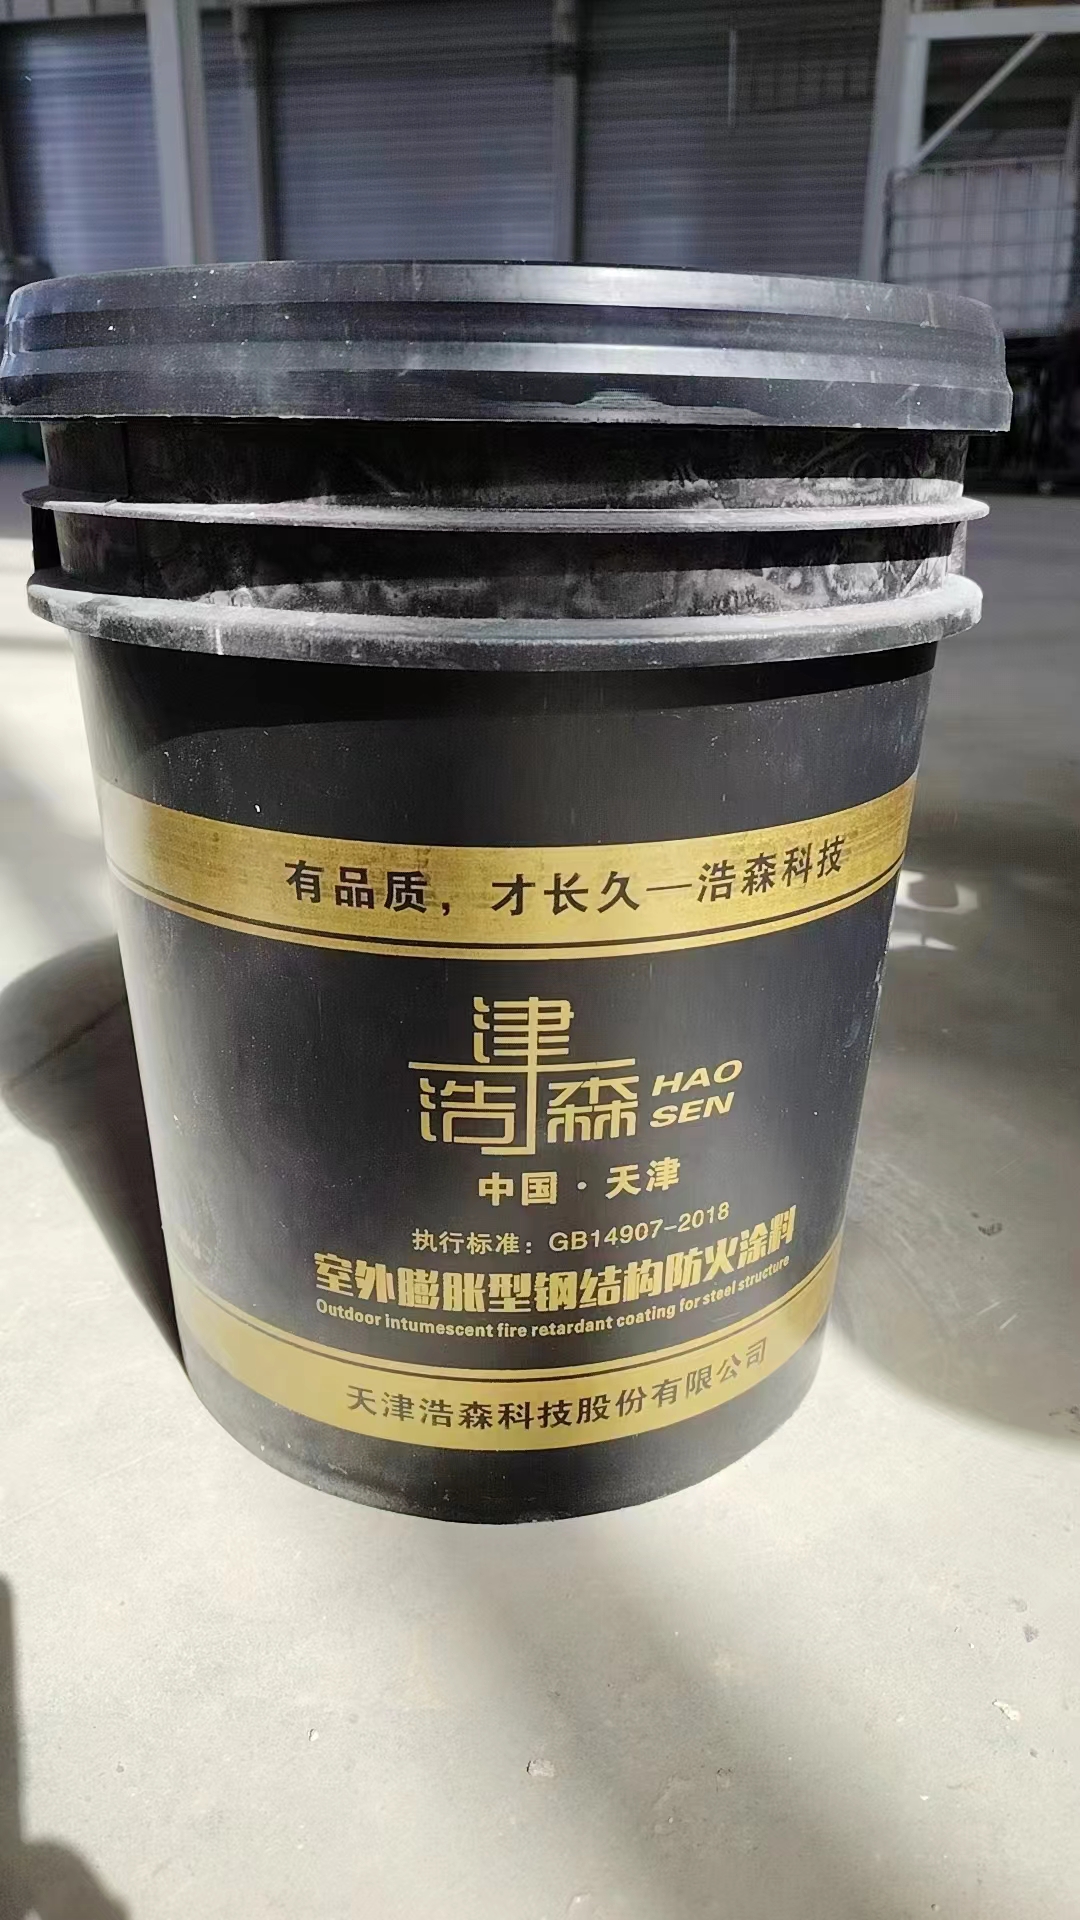 有品质，才长久—浩森科技
津
浩森 HAO SEN
中国·天津
执行标准：GB14907-2018
室外膨胀型钢结构防火涂料
Outdoor intumescent fire retardant coating for steel structure
天津浩森科技股份有限公司